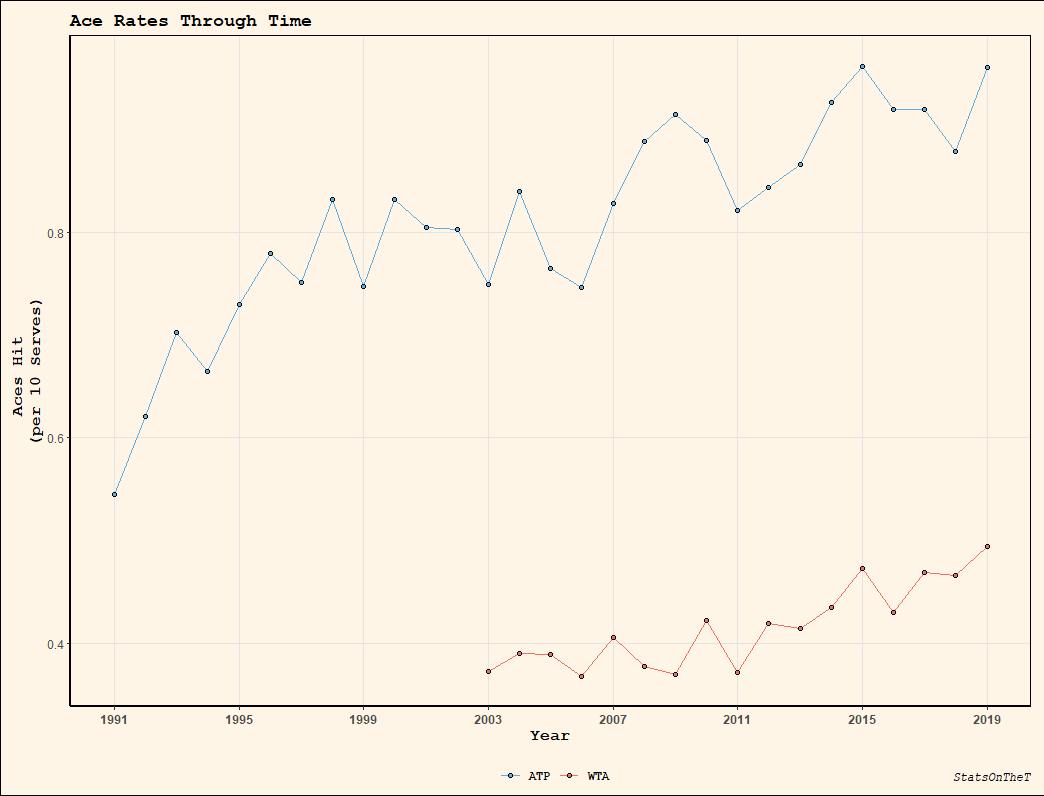 Ace Rates Through Time
Aces Hit
(per 10 Serves)
0.8
0.6
0.4
1991 1995 1999 2003 2007 2011 2015 2019
Year
ATP WTA
StatsOnTheT